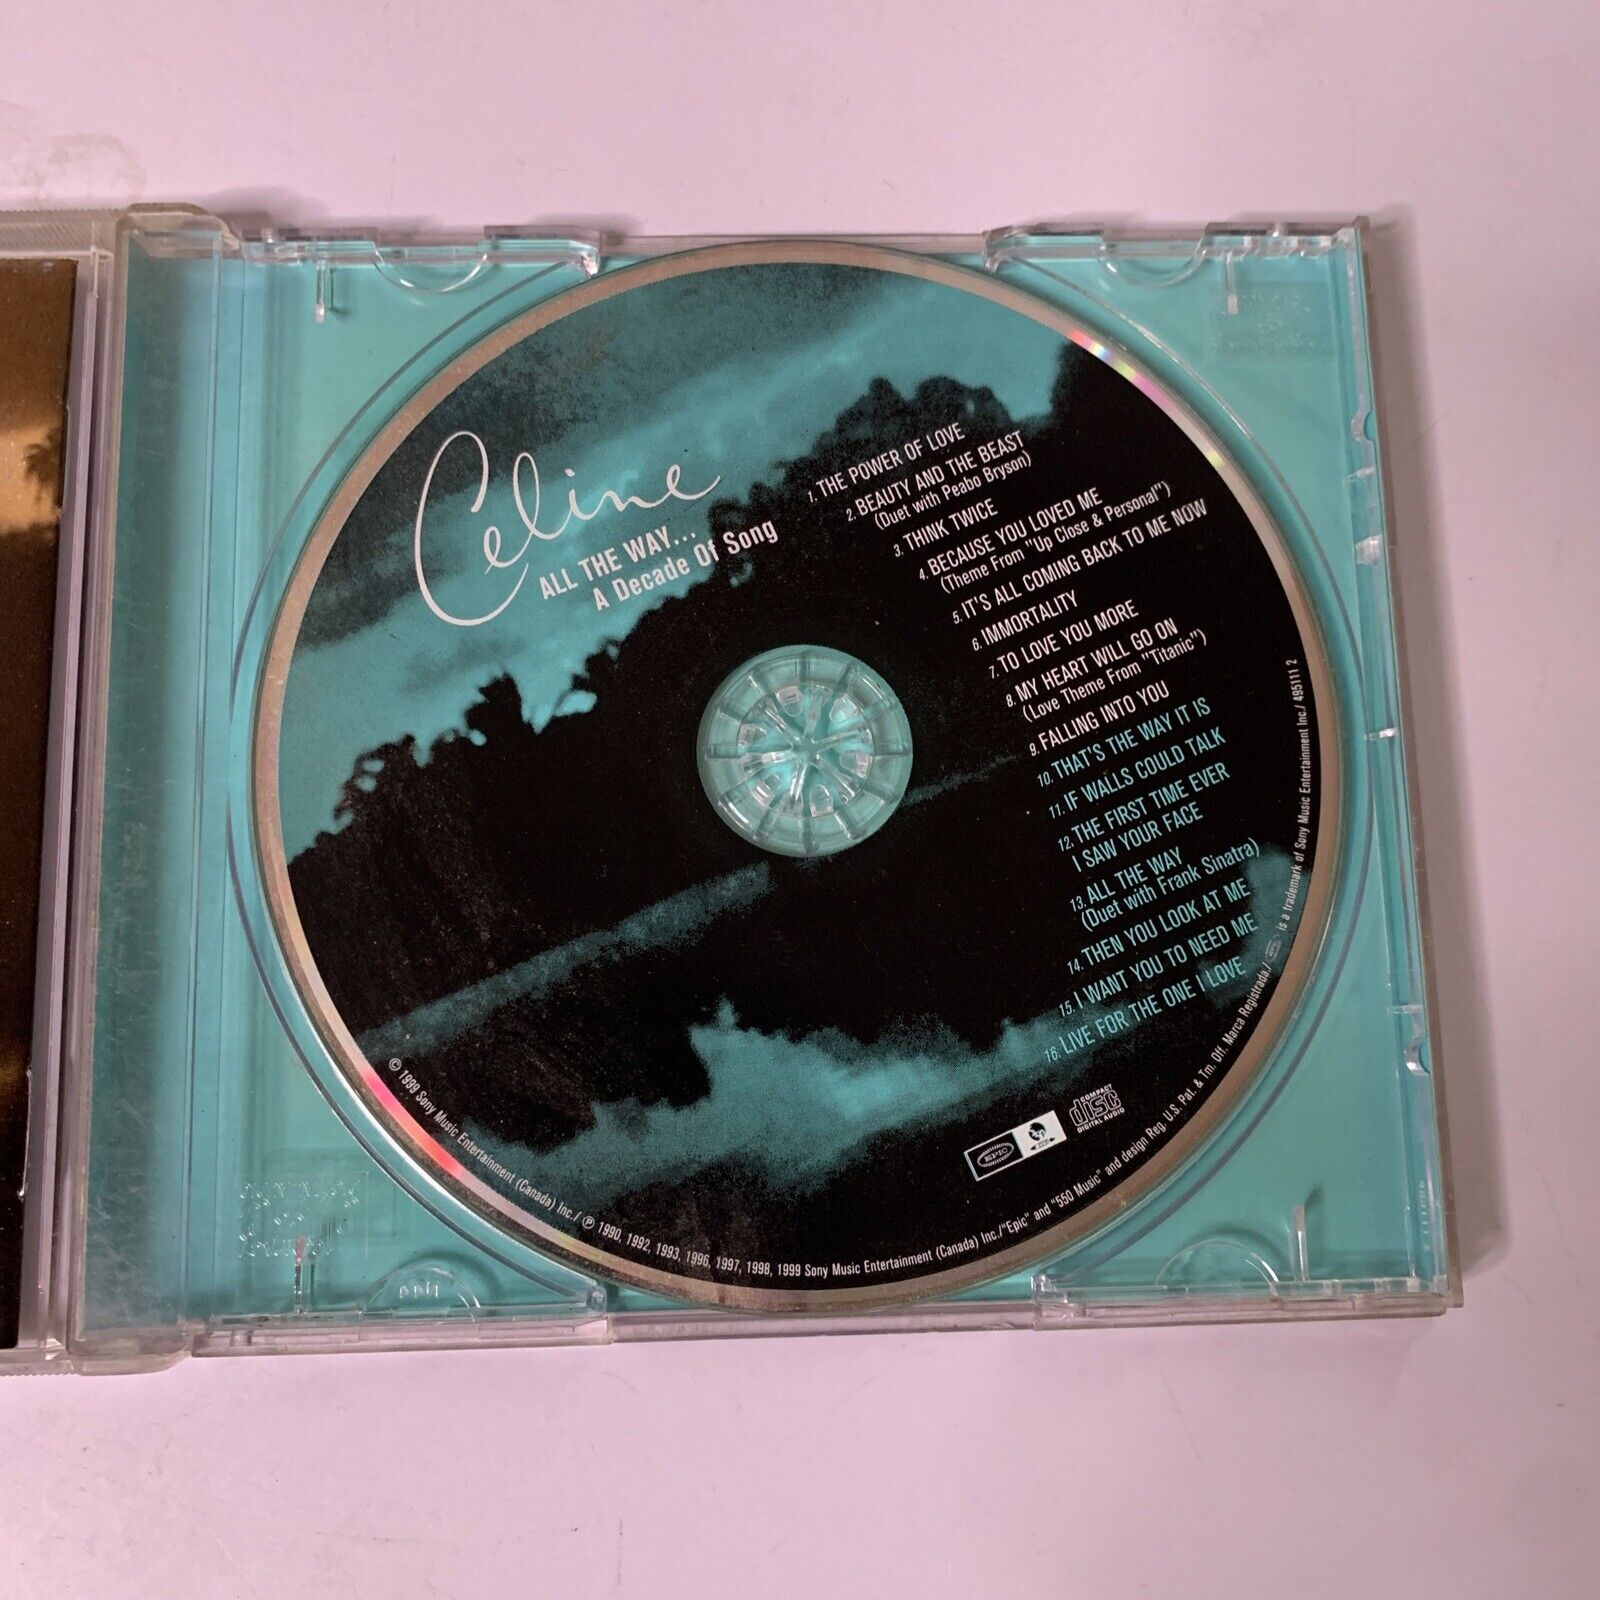 Celine
ALL THE WAY...
A Decade Of Song
1. THE POWER OF LOVE
2. BEAUTY AND THE BEAST
(Duet with Peabo Bryson)
3. THINK TWICE
4. BECAUSE YOU LOVED ME
(Theme From "Up Close & Personal")
5. IT'S ALL COMING BACK TO ME NOW
6. IMMORTALITY
7. TO LOVE YOU MORE
8. MY HEART WILL GO ON
(Love Theme From "Titanic")
9. FALLING INTO YOU
10. THAT'S THE WAY IT IS
11. IF WALLS COULD TALK
12. THE FIRST TIME EVER
I SAW YOUR FACE
13. ALL THE WAY
(Duet with Frank Sinatra)
14. THEN YOU LOOK AT ME
15. I WANT YOU TO NEED ME
16. LIVE FOR THE ONE I LOVE
EPIC
COMPACT
disc
DIGITAL AUDIO
© 1999 Sony Music Entertainment (Canada) Inc./ ℗ 1990, 1992, 1993, 1996, 1997, 1998, 1999 Sony Music Entertainment (Canada) Inc./"Epic" and "550 Music" and design Reg. U.S. Pat. & Tm. Off. Marca Registrada./ is a trademark of Sony Music Entertainment Inc./ 495111 2